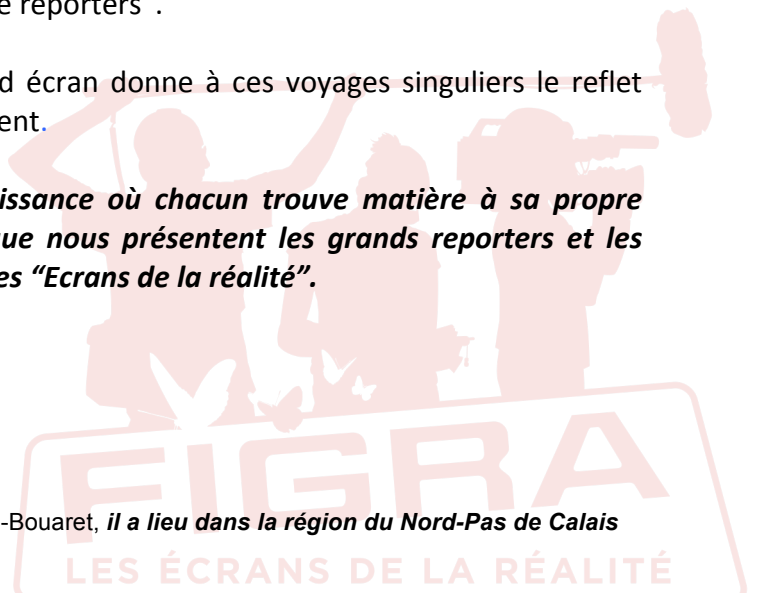 e reporters".
d écran donne à ces voyages singuliers le reflet
ent.
issance où chacun trouve matière à sa propre
ue nous présentent les grands reporters et les
es “Ecrans de la réalité”.
FIGRA
-Bouaret, il a lieu dans la région du Nord-Pas de Calais
LES ÉCRANS DE LA RÉALITÉ